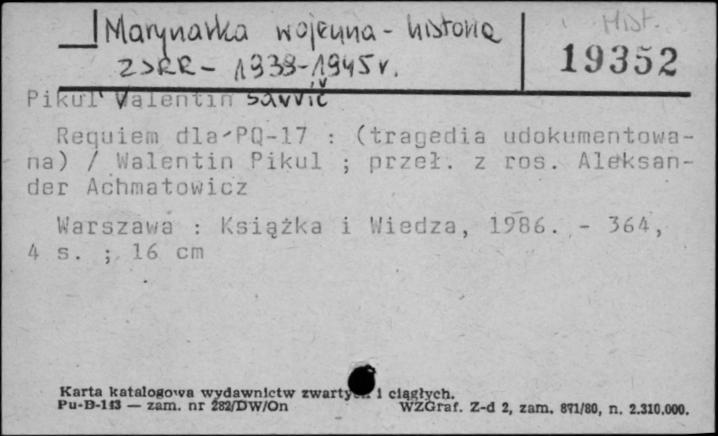 Marynarka wojenna - historia
Hist.
ZSRR - 1939-1945 r.
19352
Pikul' Valentin Savvič
Requiem dla PQ-17 : (tragedia udokumentowa-
na) / Walentin Pikul ; przeł. z ros. Aleksan-
der Achmatowicz
Warszawa : Książka i Wiedza, 1986. - 364,
4 s. ; 16 cm
Karta katalogowa wydawnictw zwartych i ciągłych.
Pu-B-113 — zam. nr 282/DW/On
WZGraf. Z-d 2, zam. 871/80, n. 2.310.000.